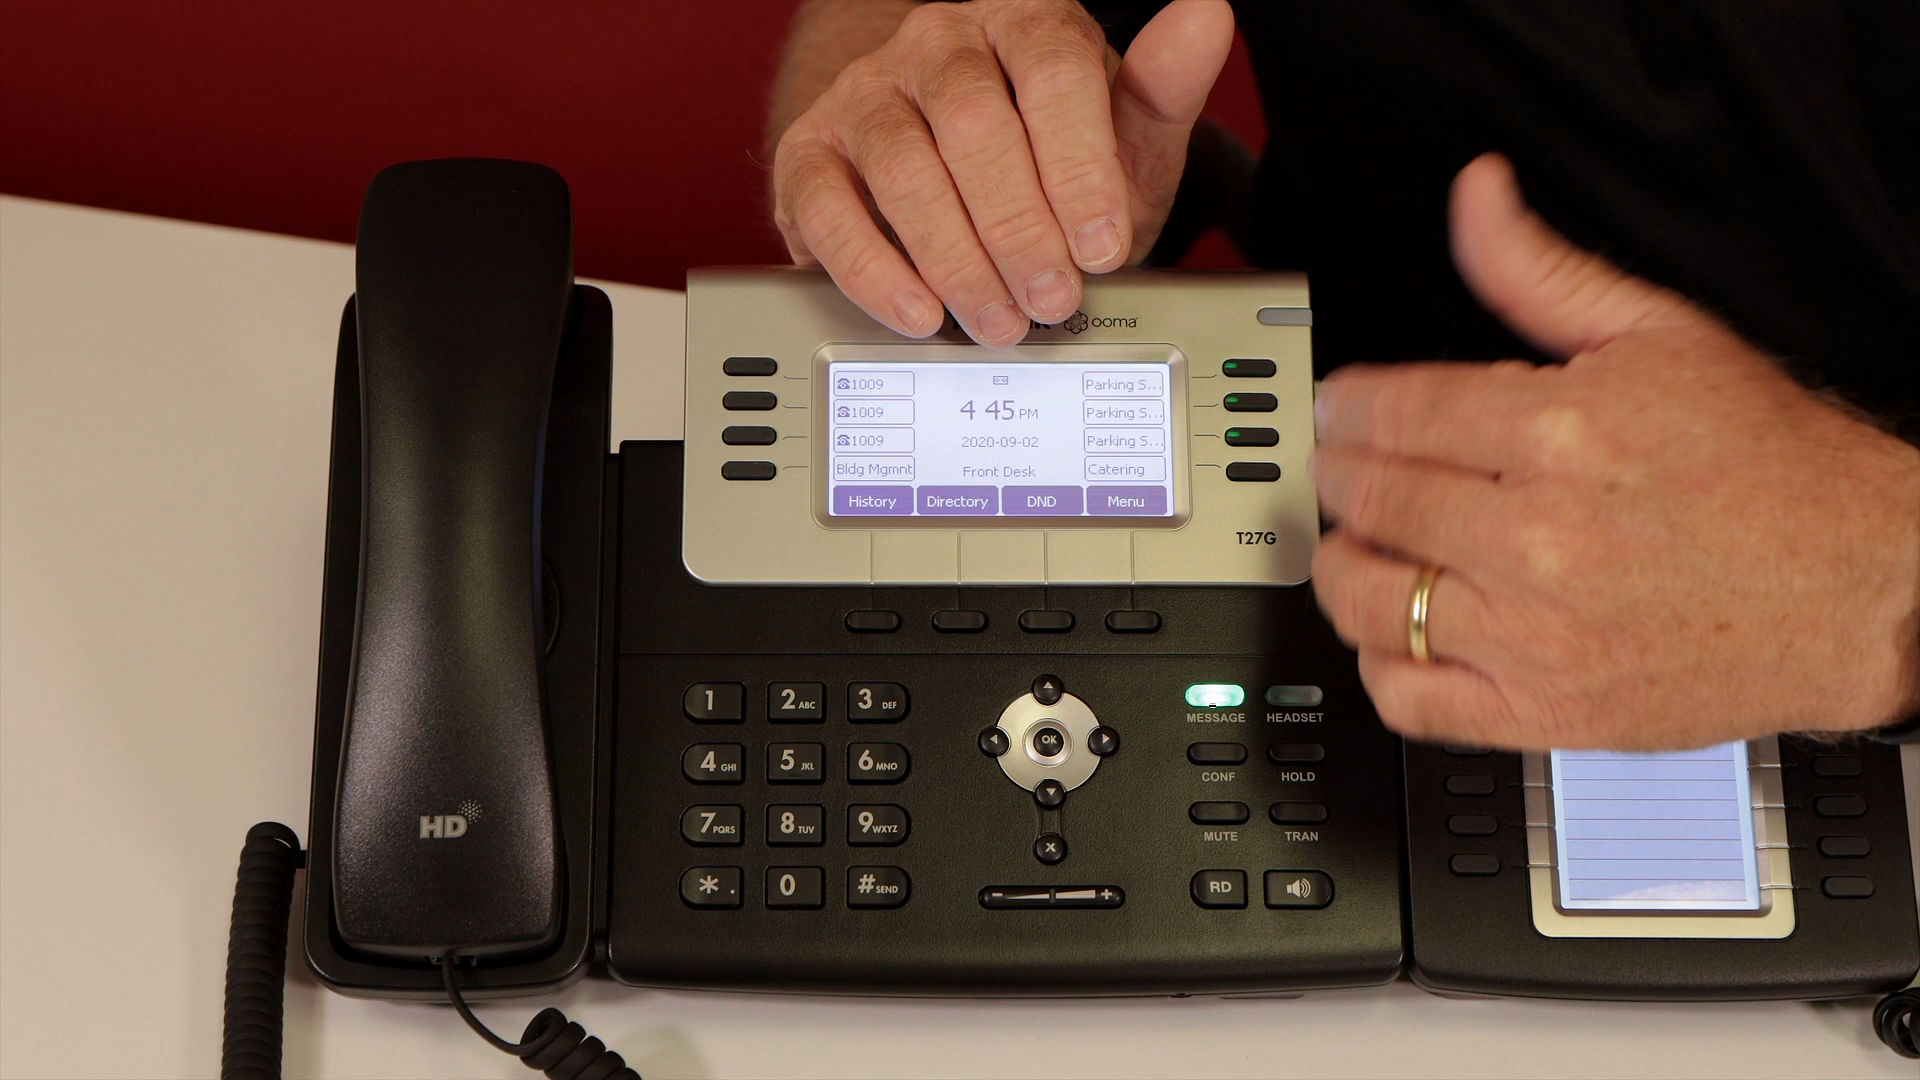 ooma
1009
Parking S...
1009
4 45 PM
Parking S...
1009
2020-09-02
Parking S...
Bldg Mgmnt
Front Desk
Catering
History
Directory
DND
Menu
T27G
1
2 ABC
3 DEF
MESSAGE
HEADSET
4 GHI
5 JKL
6 MNO
OK
CONF
HOLD
7 PQRS
8 TUV
9 WXYZ
X
MUTE
TRAN
HD
* .
0
# SEND
- +
RD